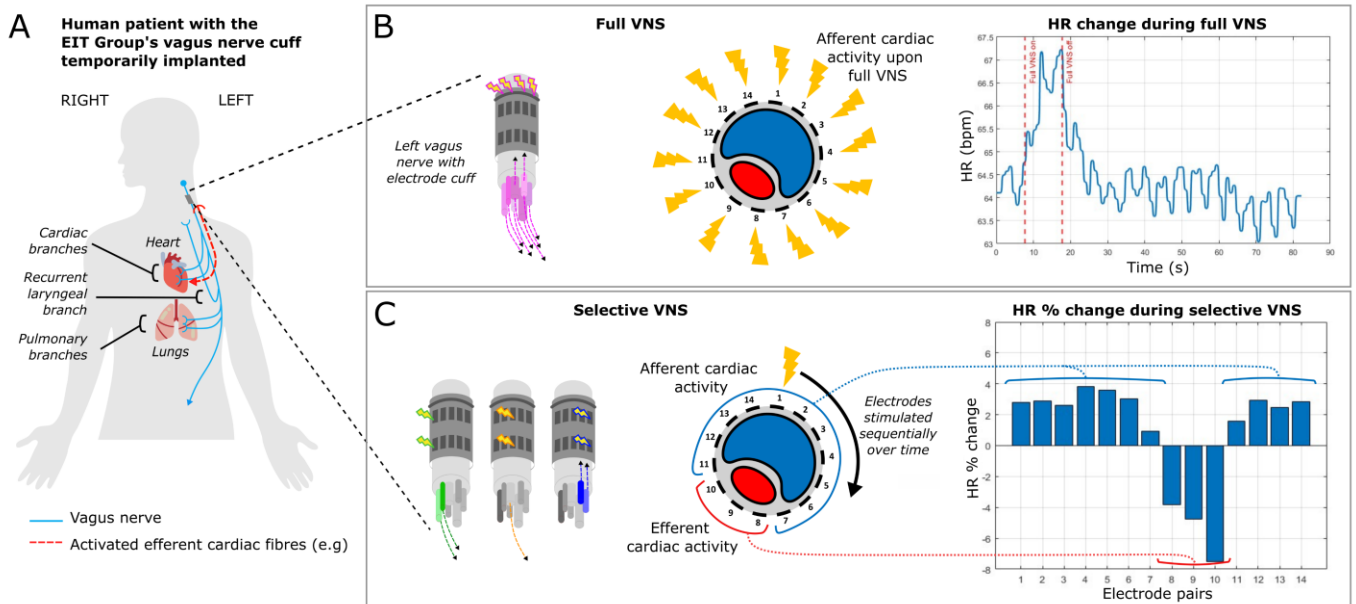 A
Human patient with the
EIT Group's vagus nerve cuff
temporarily implanted
RIGHT
LEFT
Cardiac
branches
Heart
Recurrent
laryngeal
branch
Pulmonary
branches
Lungs
Vagus nerve
Activated efferent cardiac fibres (e.g)
B
Full VNS
Left vagus
nerve with
electrode cuff
Afferent cardiac
activity upon
full VNS
1
2
3
4
5
6
7
8
9
10
11
12
13
14
HR change during full VNS
HR (bpm)
67.5
67
66.5
66
65.5
65
64.5
64
63.5
63
Full VNS on
Full VNS off
0 10 20 30 40 50 60 70 80 90
Time (s)
C
Selective VNS
Afferent cardiac
activity
Electrodes
stimulated
sequentially
over time
1
2
3
4
5
6
7
8
9
10
11
12
13
14
Efferent
cardiac activity
HR % change during selective VNS
HR % change
8
6
4
2
0
-2
-4
-6
-8
1 2 3 4 5 6 7 8 9 10 11 12 13 14
Electrode pairs